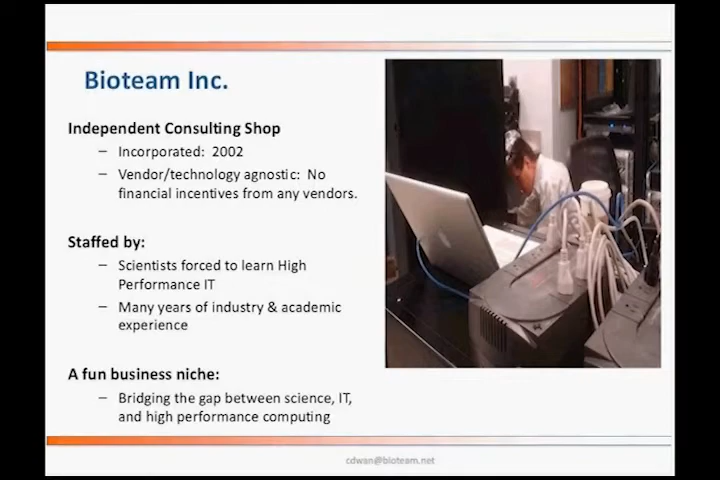 Bioteam Inc.
Independent Consulting Shop
– Incorporated: 2002
– Vendor/technology agnostic: No
financial incentives from any vendors.
Staffed by:
– Scientists forced to learn High
Performance IT
– Many years of industry & academic
experience
A fun business niche:
– Bridging the gap between science, IT,
and high performance computing
cdwan@bioteam.net